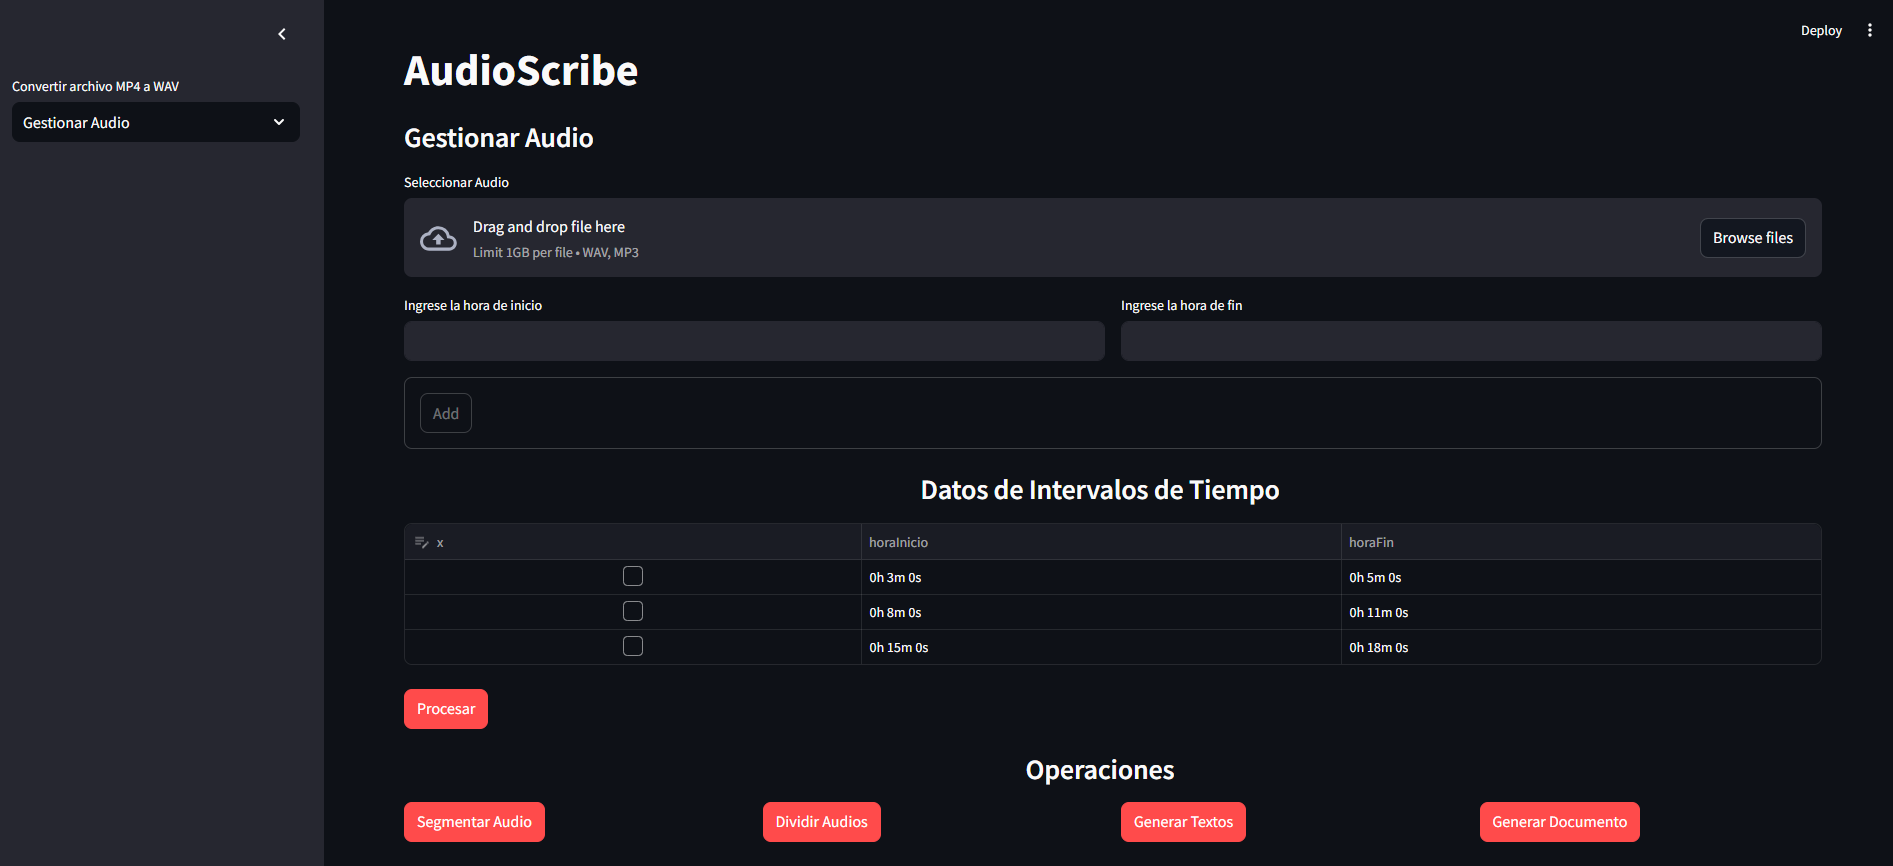 Deploy
Convertir archivo MP4 a WAV
Gestionar Audio
AudioScribe
Gestionar Audio
Seleccionar Audio
Drag and drop file here
Limit 1GB per file • WAV, MP3
Browse files
Ingrese la hora de inicio
Ingrese la hora de fin
Add
Datos de Intervalos de Tiempo
x horaInicio horaFin
0h 3m 0s 0h 5m 0s
0h 8m 0s 0h 11m 0s
0h 15m 0s 0h 18m 0s
Procesar
Operaciones
Segmentar Audio Dividir Audios Generar Textos Generar Documento